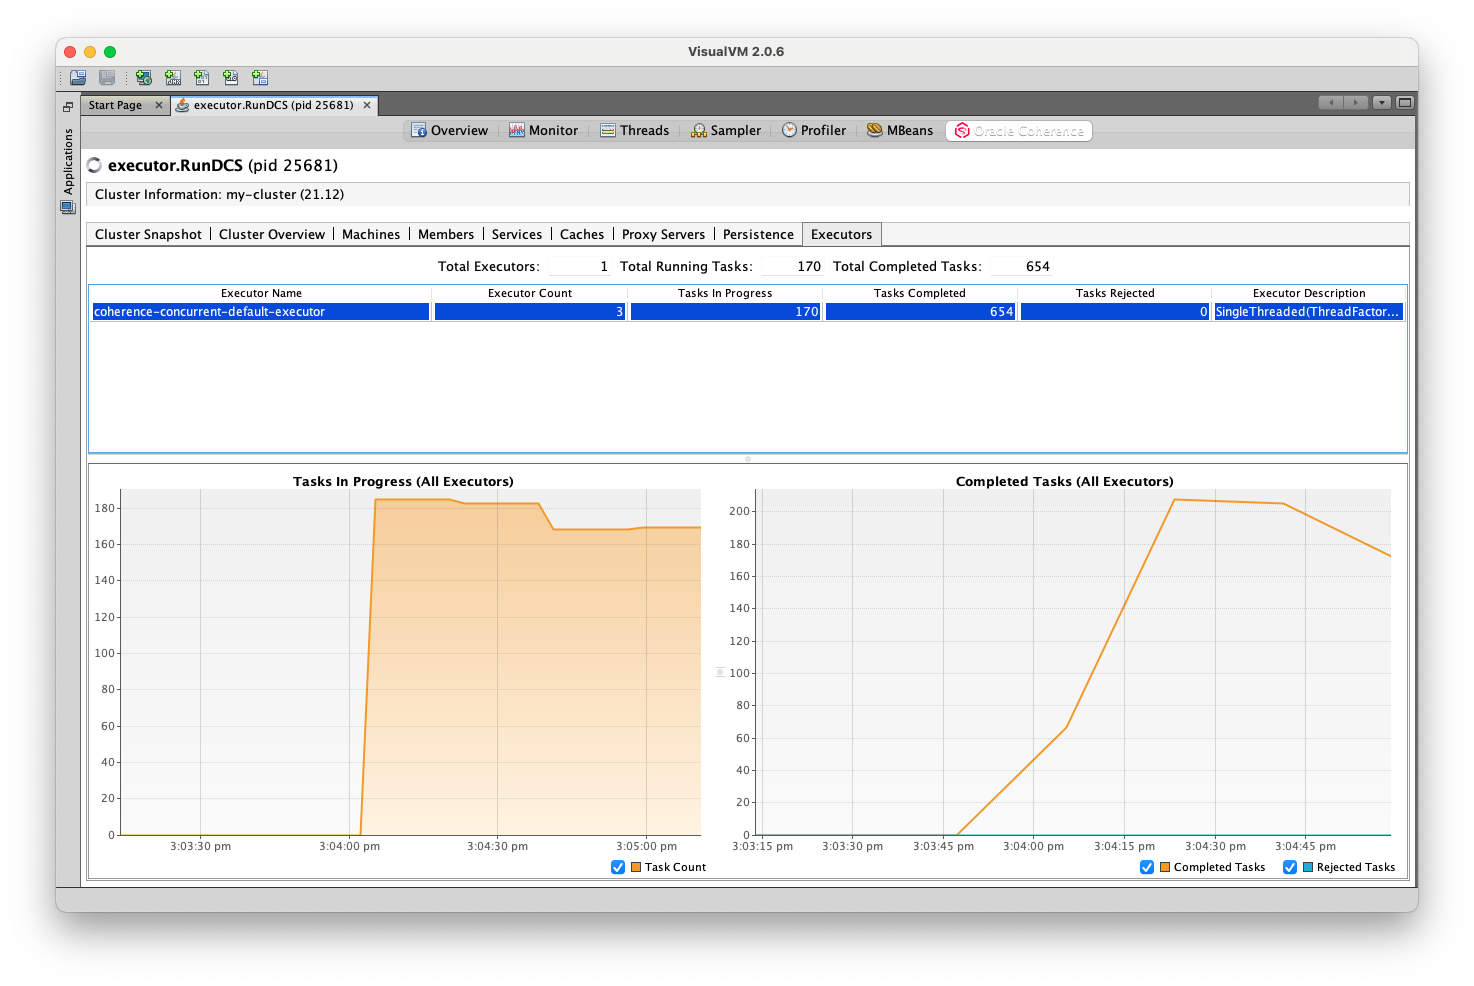 VisualVM 2.0.6
Start Page
executor.RunDCS (pid 25681)
Applications
Overview Monitor Threads Sampler Profiler MBeans Oracle Coherence
executor.RunDCS (pid 25681)
Cluster Information: my-cluster (21.12)
Cluster Snapshot Cluster Overview Machines Members Services Caches Proxy Servers Persistence Executors
Total Executors: 1 Total Running Tasks: 170 Total Completed Tasks: 654
Executor Name Executor Count Tasks In Progress Tasks Completed Tasks Rejected Executor Description
coherence-concurrent-default-executor 3 170 654 0 SingleThreaded(ThreadFactor...
Tasks In Progress (All Executors)
180
160
140
120
100
80
60
40
20
0
3:03:30 pm 3:04:00 pm 3:04:30 pm 3:05:00 pm
Task Count
Completed Tasks (All Executors)
200
180
160
140
120
100
80
60
40
20
0
3:03:15 pm 3:03:30 pm 3:03:45 pm 3:04:00 pm 3:04:15 pm 3:04:30 pm 3:04:45 pm
Completed Tasks Rejected Tasks